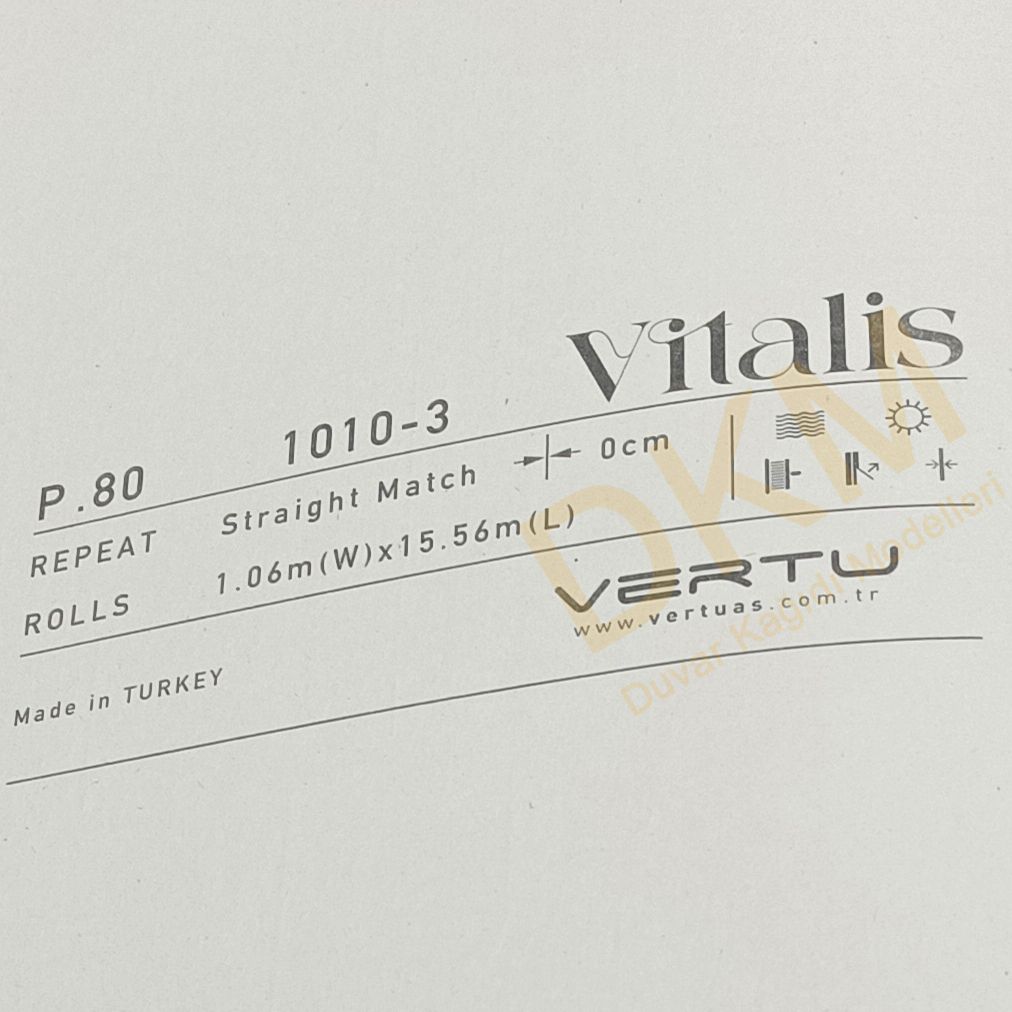 Vitalis
P.80 1010-3
REPEAT Straight Match 0cm
ROLLS 1.06m(W)x15.56m(L)
VERTU
www.vertuas.com.tr
Made in TURKEY
DKM
Duvar Kagıdı Modelleri